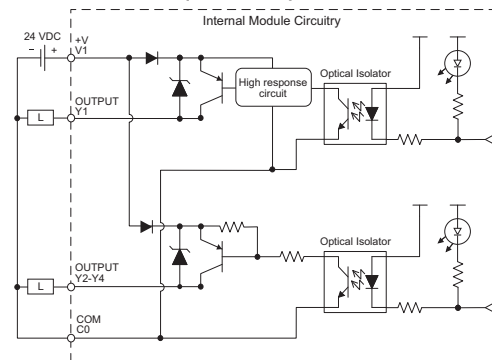 Internal Module Circuitry
24 VDC
+V
V1
− +
High response
circuit
Optical Isolator
OUTPUT
Y1
L
Optical Isolator
OUTPUT
Y2-Y4
L
COM
C0